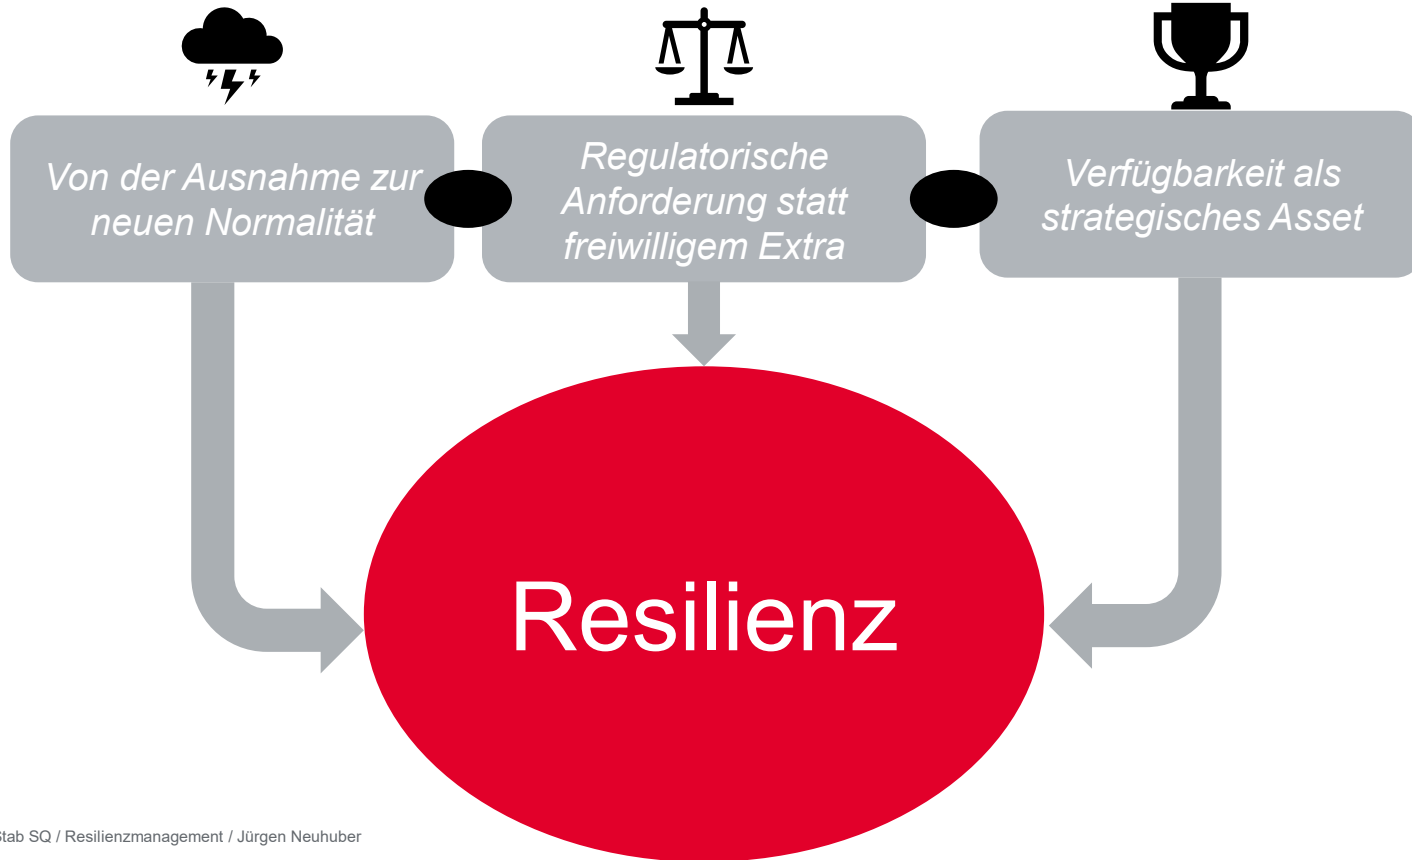 Von der Ausnahme zur
neuen Normalität
Regulatorische
Anforderung statt
freiwilligem Extra
Verfügbarkeit als
strategisches Asset
Resilienz
Stab SQ / Resilienzmanagement / Jürgen Neuhuber